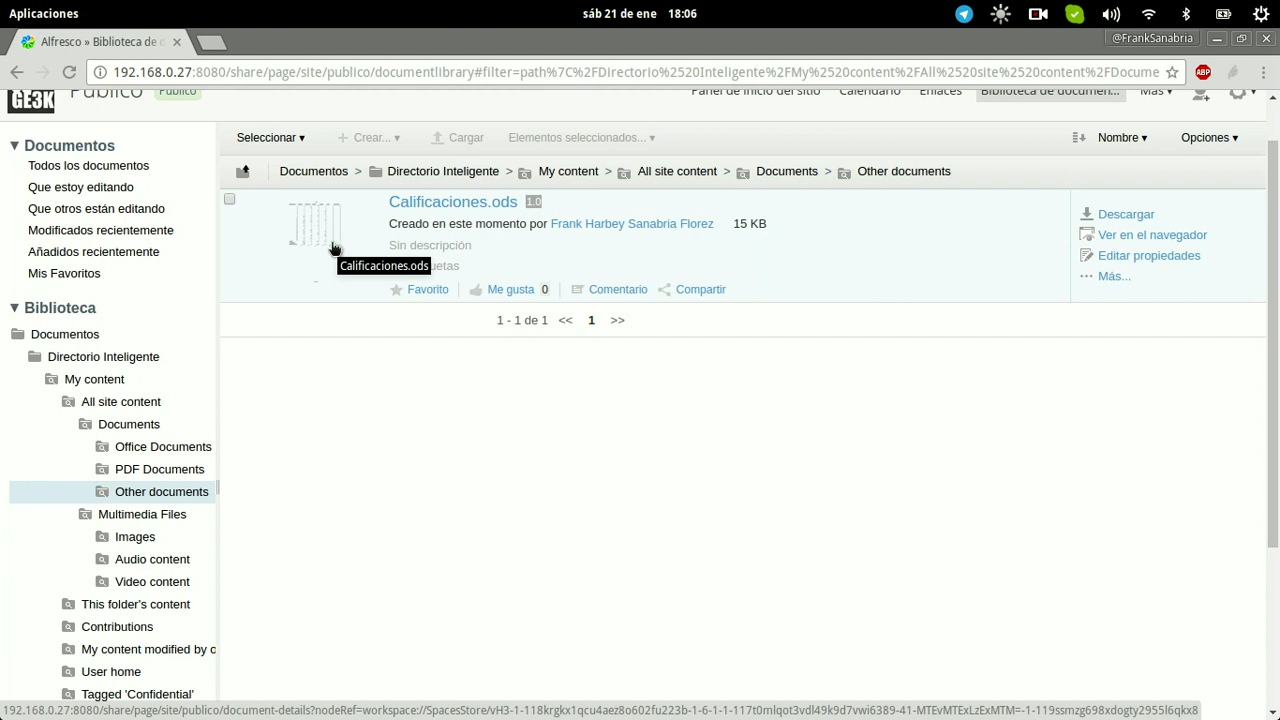 Aplicaciones
sáb 21 de ene 18:06
Alfresco » Biblioteca de d
@FrankSanabria
192.168.0.27:8080/share/page/site/publico/documentlibrary#filter=path%7C%2FDirectorio%2520Inteligente%2FMy%2520content%2FAll%2520site%2520content%2FDocume
ABP
GE3K
Publico
Público
Panel de inicio del sitio
Calendario
Enlaces
Biblioteca de documen...
Más ▾
Seleccionar ▾
Crear... ▾
Cargar
Elementos seleccionados... ▾
Nombre ▾
Opciones ▾
Documentos > Directorio Inteligente > My content > All site content > Documents > Other documents
Calificaciones.ods 1.0
Creado en este momento por Frank Harbey Sanabria Florez 15 KB
Sin descripción
Calificaciones.ods
uetas
Favorito
Me gusta 0
Comentario
Compartir
Descargar
Ver en el navegador
Editar propiedades
Más...
1 - 1 de 1 << 1 >>
Documentos
Todos los documentos
Que estoy editando
Que otros están editando
Modificados recientemente
Añadidos recientemente
Mis Favoritos
Biblioteca
Documentos
Directorio Inteligente
My content
All site content
Documents
Office Documents
PDF Documents
Other documents
Multimedia Files
Images
Audio content
Video content
This folder's content
Contributions
My content modified by o
User home
Tagged 'Confidential'